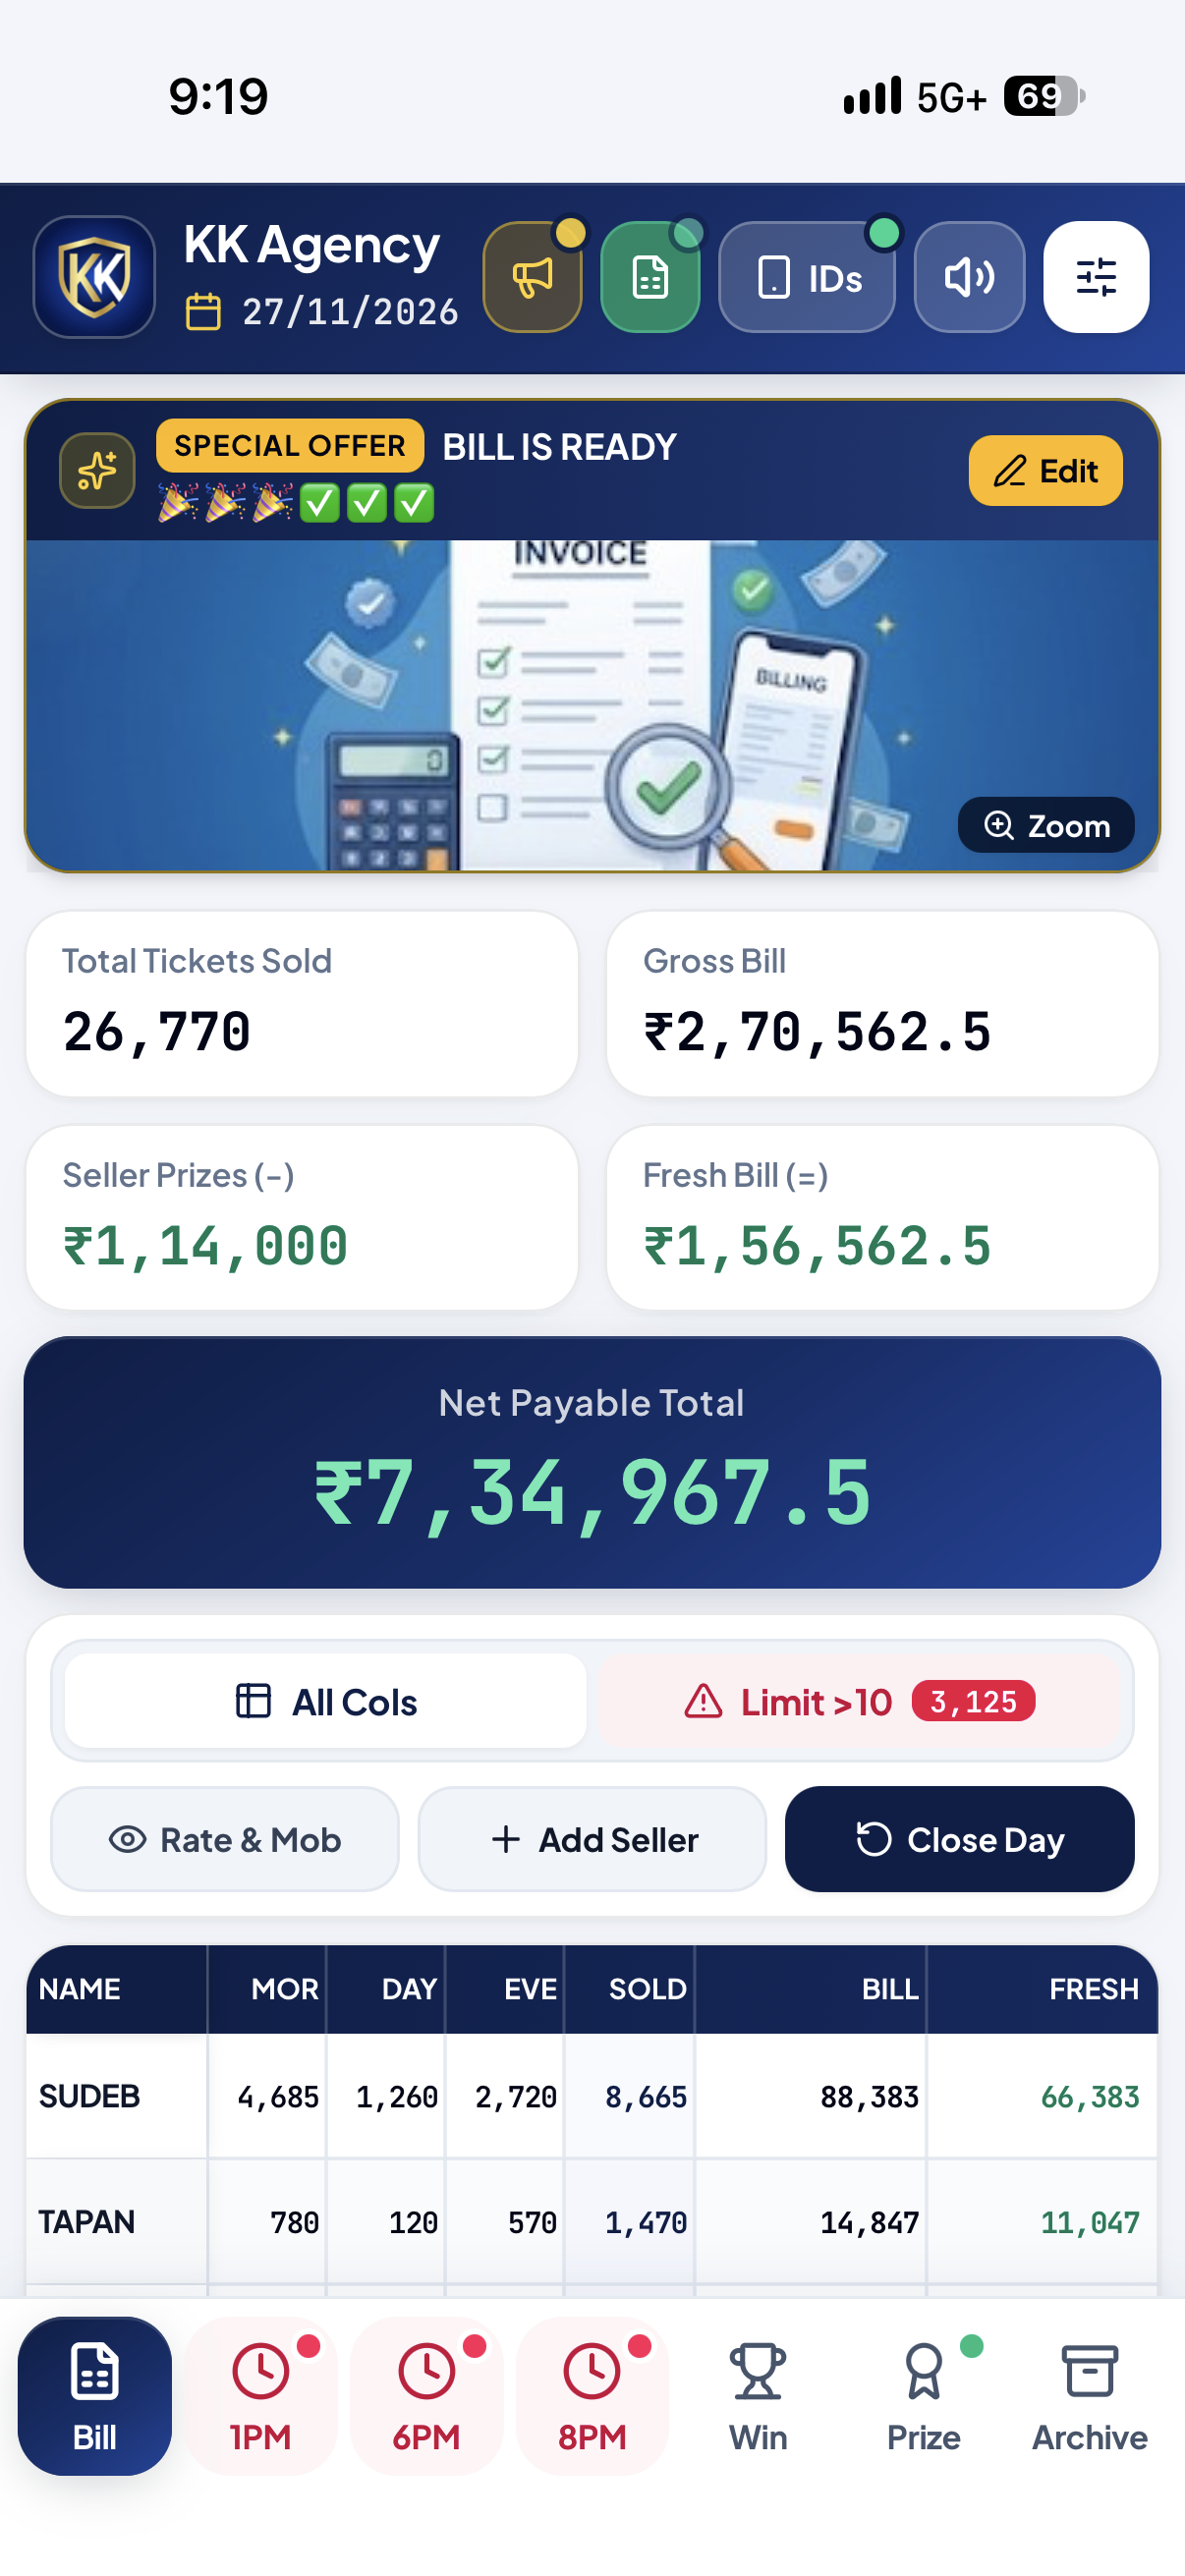 9:19 5G+ 69
KK
KK Agency
27/11/2026
IDs
SPECIAL OFFER BILL IS READY
🎉🎉🎉✅✅✅
Edit
INVOICE
BILLING
0
Zoom
Total Tickets Sold
26,770
Gross Bill
₹2,70,562.5
Seller Prizes (-)
₹1,14,000
Fresh Bill (=)
₹1,56,562.5
Net Payable Total
₹7,34,967.5
All Cols
Limit >10 3,125
Rate & Mob
Add Seller
Close Day
NAME MOR DAY EVE SOLD BILL FRESH
SUDEB 4,685 1,260 2,720 8,665 88,383 66,383
TAPAN 780 120 570 1,470 14,847 11,047
Bill 1PM 6PM 8PM Win Prize Archive